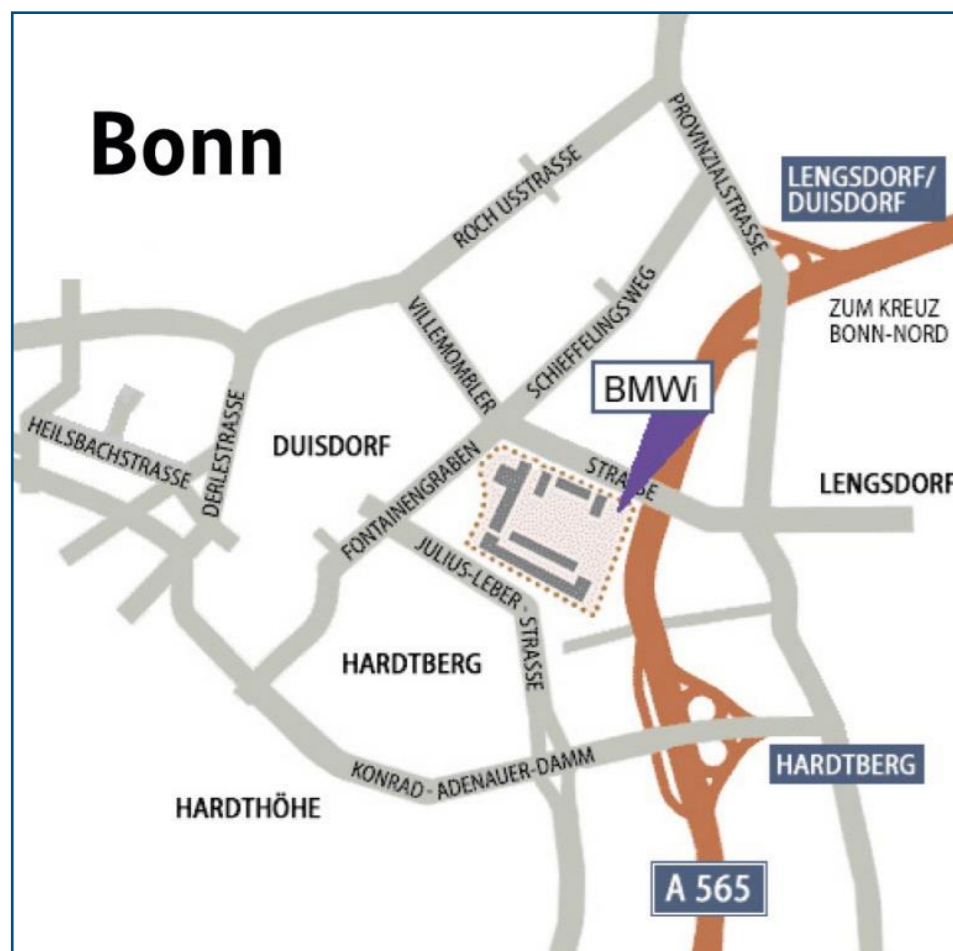 Bonn
PROVINZIALSTRASSE
LENGSDORF/
DUISDORF
ROCH USSTRASSE
ZUM KREUZ
BONN-NORD
VILLEMOMBLER
SCHIEFFELINGSWEG
BMWi
HEILSBACHSTRASSE
DERLESTRASSE
DUISDORF
FONTAINENGRABEN
STRASSE
LENGSDORF
JULIUS-LEBER - STRASSE
HARDTBERG
KONRAD - ADENAUER-DAMM
HARDTBERG
HARDTHÖHE
A 565